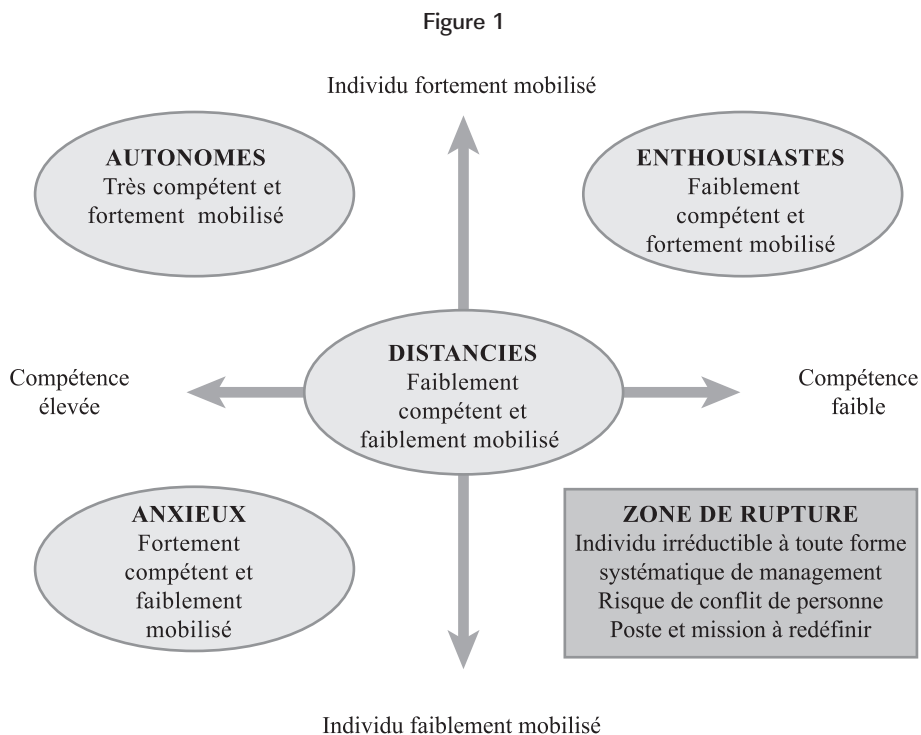 Figure 1
Individu fortement mobilisé
AUTONOMES
Très compétent et
fortement mobilisé
ENTHOUSIASTES
Faiblement
compétent et
fortement mobilisé
Compétence
élevée
DISTANCIES
Faiblement
compétent et
faiblement mobilisé
Compétence
faible
ANXIEUX
Fortement
compétent et
faiblement
mobilisé
ZONE DE RUPTURE
Individu irréductible à toute forme
systématique de management
Risque de conflit de personne
Poste et mission à redéfinir
Individu faiblement mobilisé